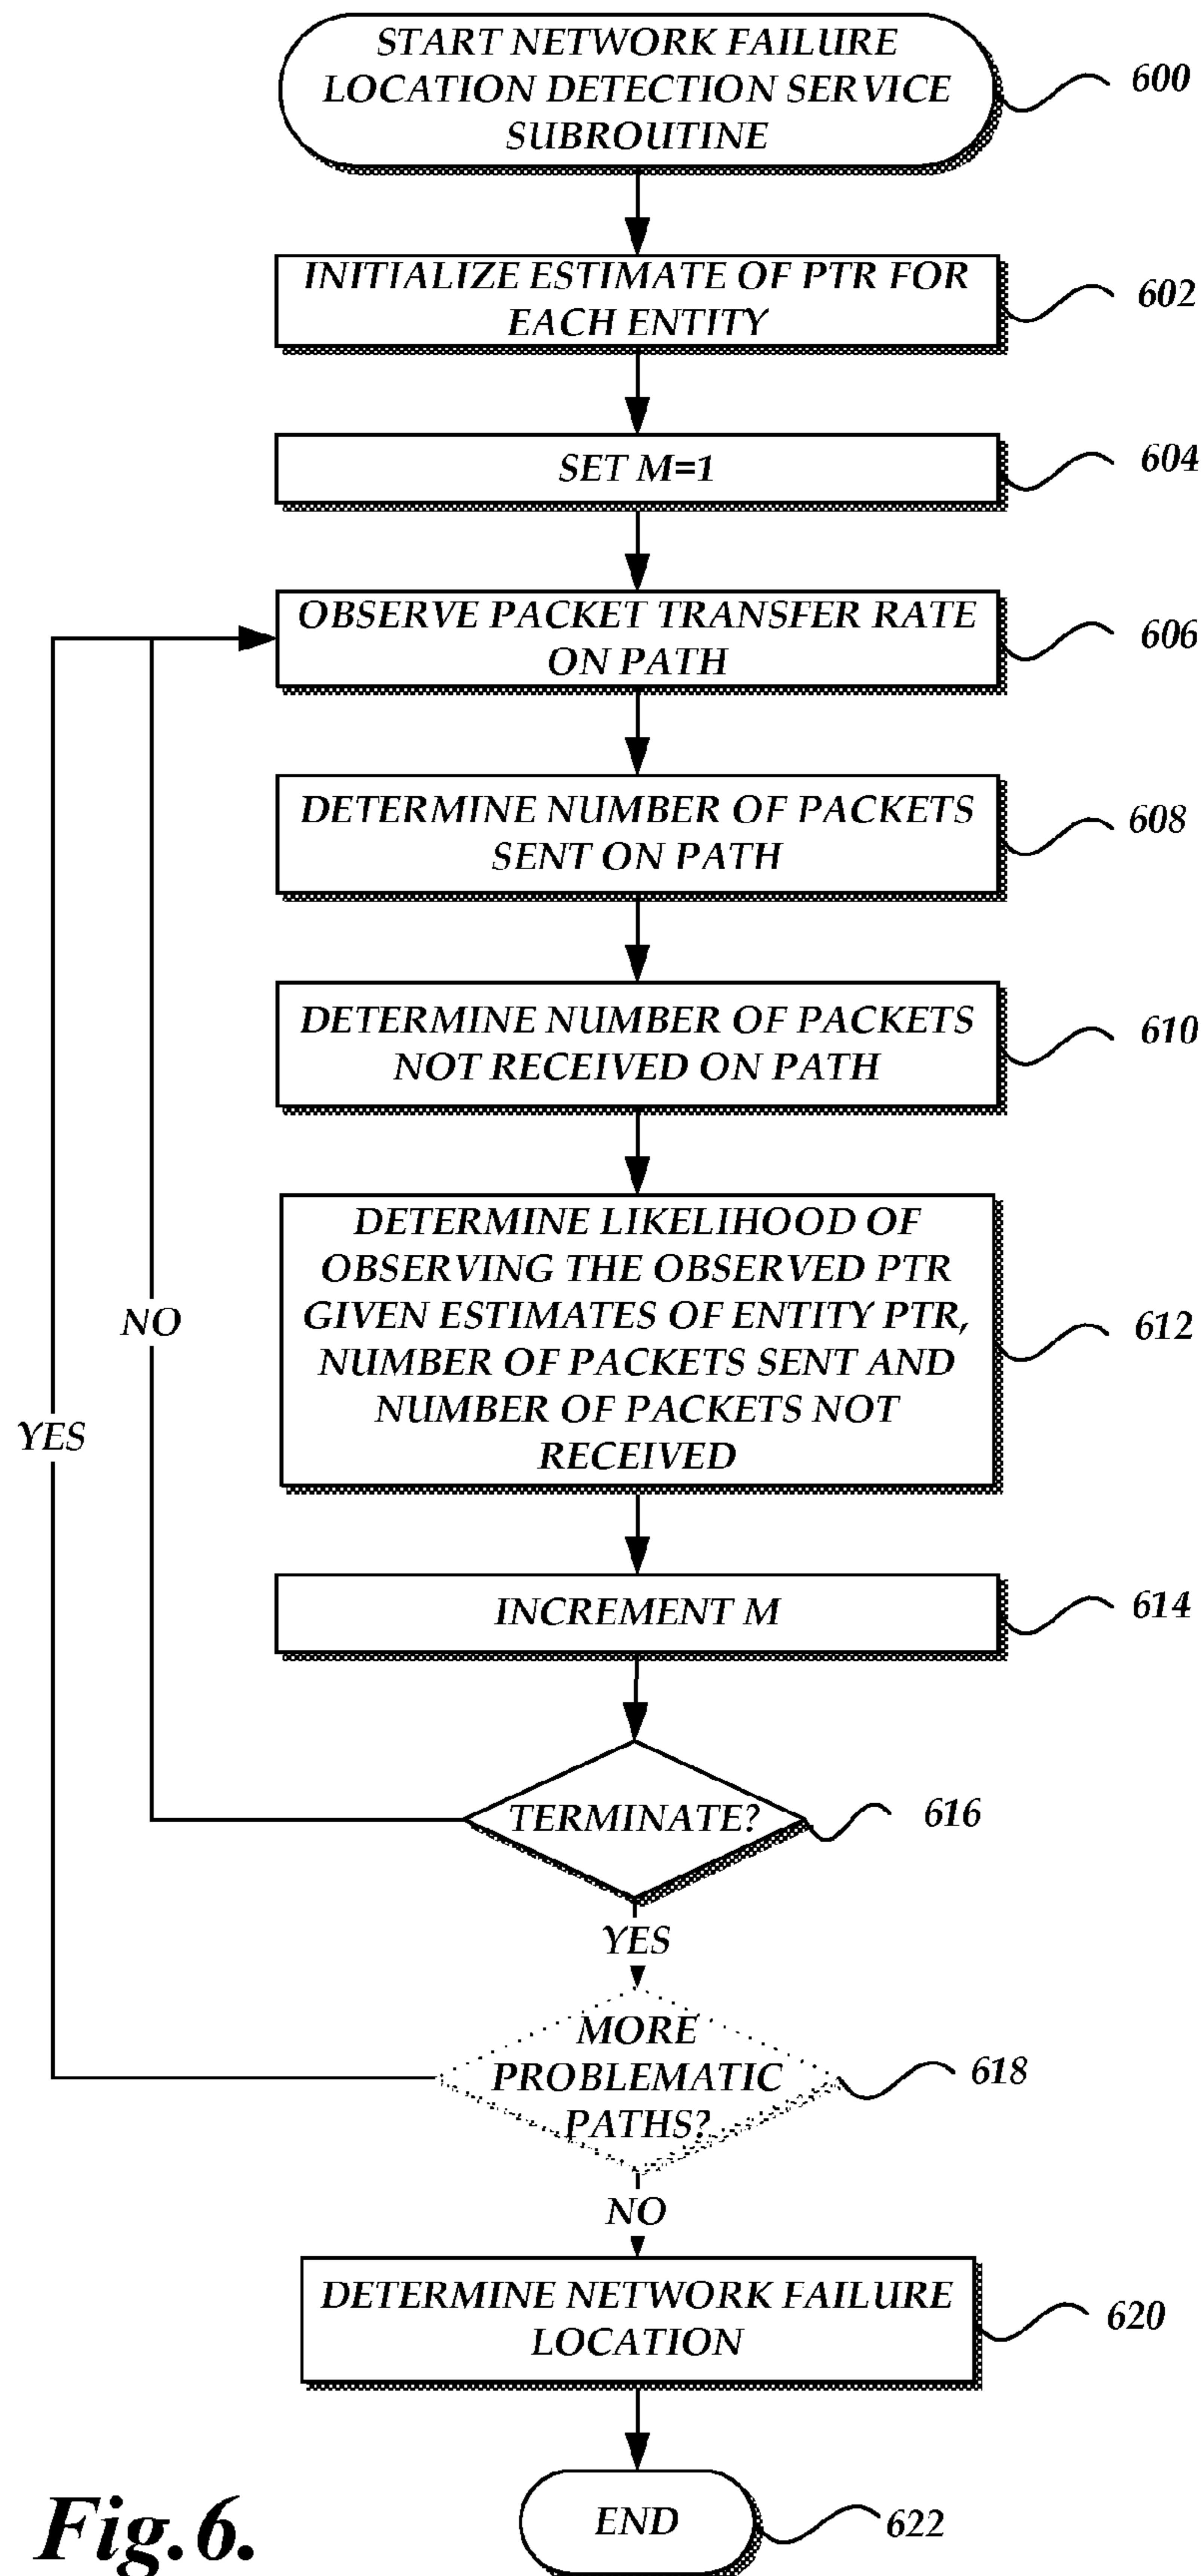 START NETWORK FAILURE
LOCATION DETECTION SERVICE
SUBROUTINE
600
INITIALIZE ESTIMATE OF PTR FOR
EACH ENTITY
602
SET M=1
604
OBSERVE PACKET TRANSFER RATE
ON PATH
606
DETERMINE NUMBER OF PACKETS
SENT ON PATH
608
DETERMINE NUMBER OF PACKETS
NOT RECEIVED ON PATH
610
DETERMINE LIKELIHOOD OF
OBSERVING THE OBSERVED PTR
GIVEN ESTIMATES OF ENTITY PTR,
NUMBER OF PACKETS SENT AND
NUMBER OF PACKETS NOT
RECEIVED
612
NO
YES
INCREMENT M
614
TERMINATE?
616
YES
MORE
PROBLEMATIC
PATHS?
618
NO
DETERMINE NETWORK FAILURE
LOCATION
620
END
622
Fig.6.